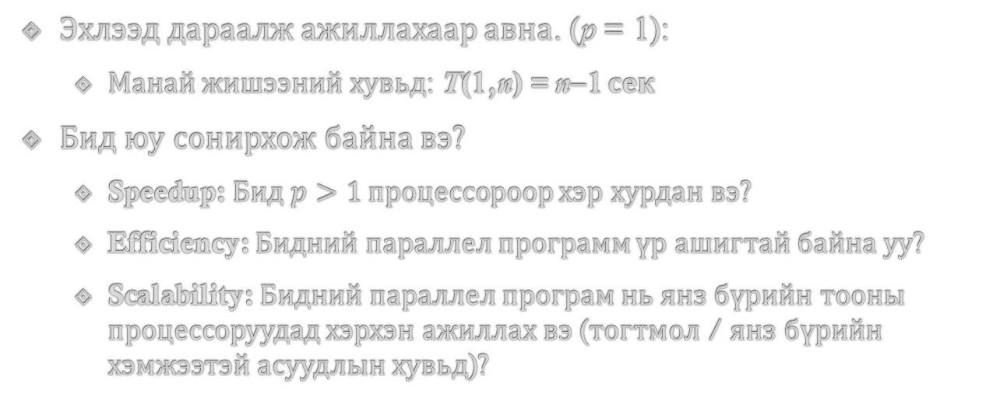 Эхлээд дараалж ажиллахаар авна. (𝑝 = 1):
Манай жишээний хувьд: 𝑇(1,𝑛) = 𝑛–1 сек
Бид юу сонирхож байна вэ?
Speedup: Бид 𝑝 > 1 процессороор хэр хурдан вэ?
Efficiency: Бидний параллел программ үр ашигтай байна уу?
Scalability: Бидний параллел програм нь янз бүрийн тооны
процессоруудад хэрхэн ажиллах вэ (тогтмол / янз бүрийн
хэмжээтэй асуудлын хувьд)?